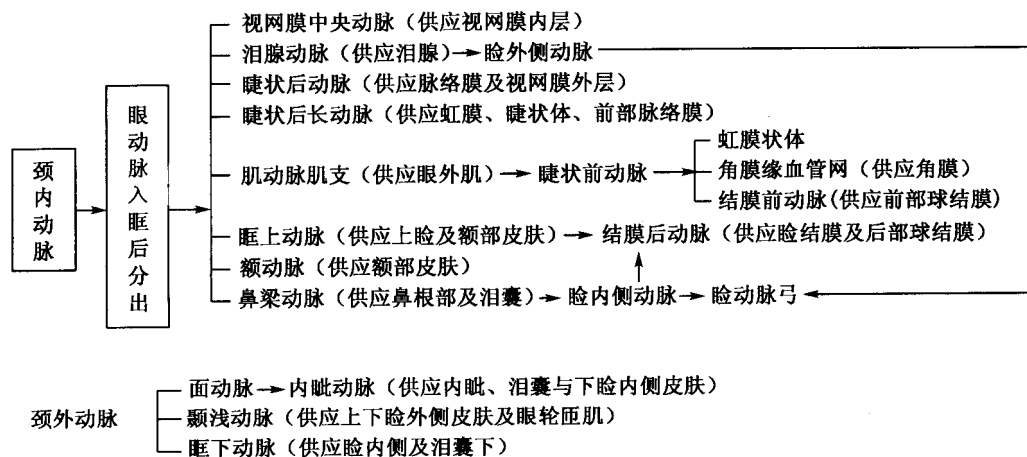 视网膜中央动脉（供应视网膜内层）
泪腺动脉（供应泪腺）→睑外侧动脉
睫状后动脉（供应脉络膜及视网膜外层）
睫状后长动脉（供应虹膜、睫状体、前部脉络膜）
颈内动脉
眼动脉入眶后分出
肌动脉肌支（供应眼外肌）→睫状前动脉
虹膜状体
角膜缘血管网（供应角膜）
结膜前动脉(供应前部球结膜)
眶上动脉（供应上睑及额部皮肤）→结膜后动脉（供应睑结膜及后部球结膜）
额动脉（供应额部皮肤）
鼻梁动脉（供应鼻根部及泪囊）→睑内侧动脉→睑动脉弓
颈外动脉
面动脉→内眦动脉（供应内眦、泪囊与下睑内侧皮肤）
颞浅动脉（供应上下睑外侧皮肤及眼轮匝肌）
眶下动脉（供应睑内侧及泪囊下）